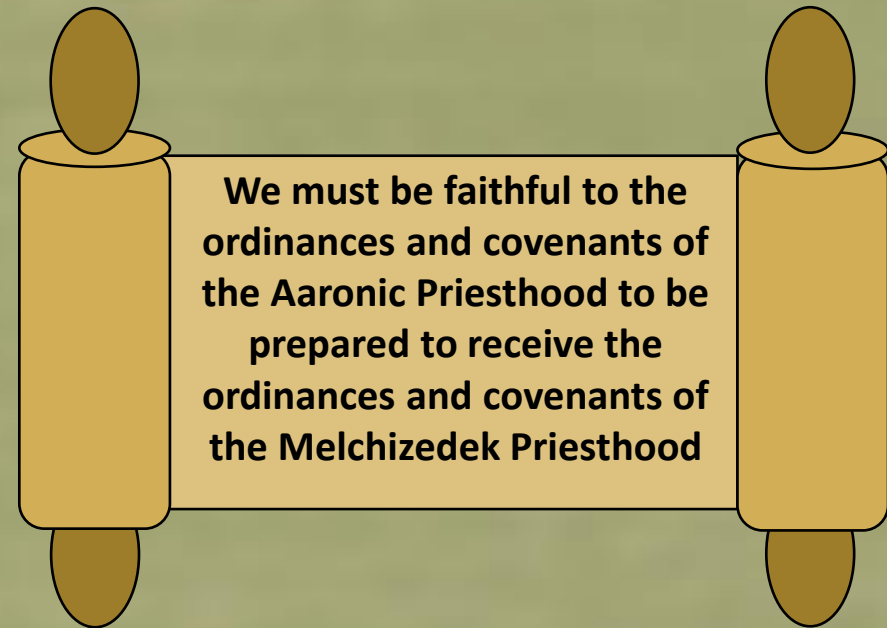 We must be faithful to the
ordinances and covenants of
the Aaronic Priesthood to be
prepared to receive the
ordinances and covenants of
the Melchizedek Priesthood